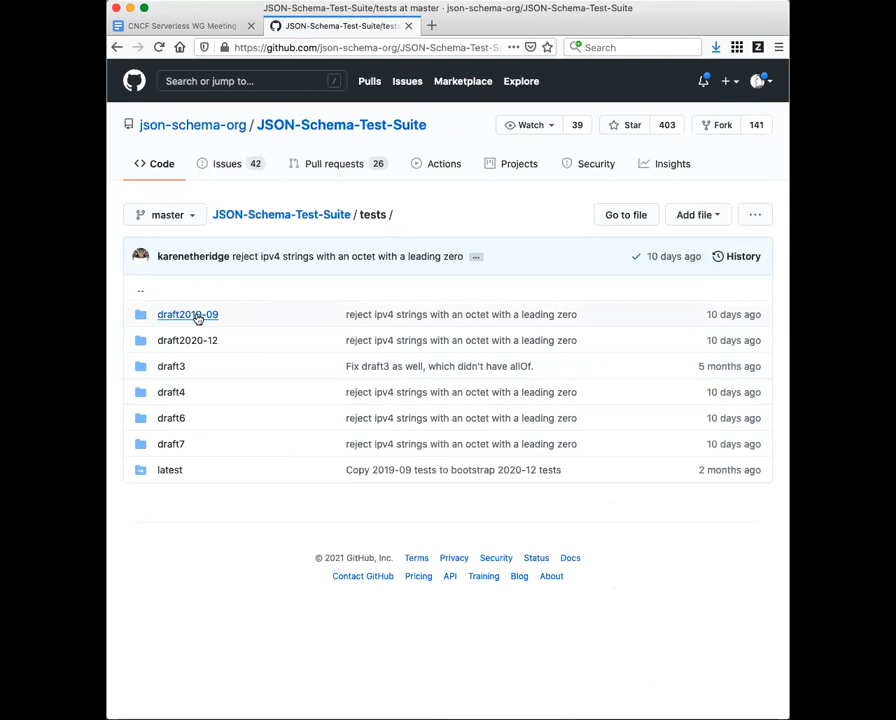 JSON-Schema-Test-Suite/tests at master · json-schema-org/JSON-Schema-Test-Suite
CNCF Serverless WG Meeting
JSON-Schema-Test-Suite/tests
https://github.com/json-schema-org/JSON-Schema-Test-S
Search
Search or jump to...
/
Pulls
Issues
Marketplace
Explore
json-schema-org / JSON-Schema-Test-Suite
Watch
39
Star
403
Fork
141
Code
Issues 42
Pull requests 26
Actions
Projects
Security
Insights
master
JSON-Schema-Test-Suite / tests /
Go to file
Add file
karenetheridge reject ipv4 strings with an octet with a leading zero
10 days ago
History
..
draft2019-09 reject ipv4 strings with an octet with a leading zero 10 days ago
draft2020-12 reject ipv4 strings with an octet with a leading zero 10 days ago
draft3 Fix draft3 as well, which didn't have allOf. 5 months ago
draft4 reject ipv4 strings with an octet with a leading zero 10 days ago
draft6 reject ipv4 strings with an octet with a leading zero 10 days ago
draft7 reject ipv4 strings with an octet with a leading zero 10 days ago
latest Copy 2019-09 tests to bootstrap 2020-12 tests 2 months ago
© 2021 GitHub, Inc. Terms Privacy Security Status Docs
Contact GitHub Pricing API Training Blog About